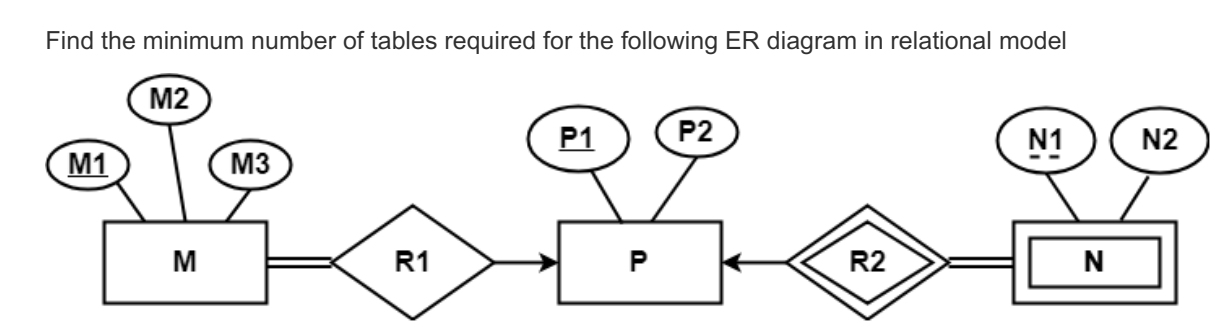 Find the minimum number of tables required for the following ER diagram in relational model
M2
P1 P2 N1 N2
M1 M3
M R1 P R2 N